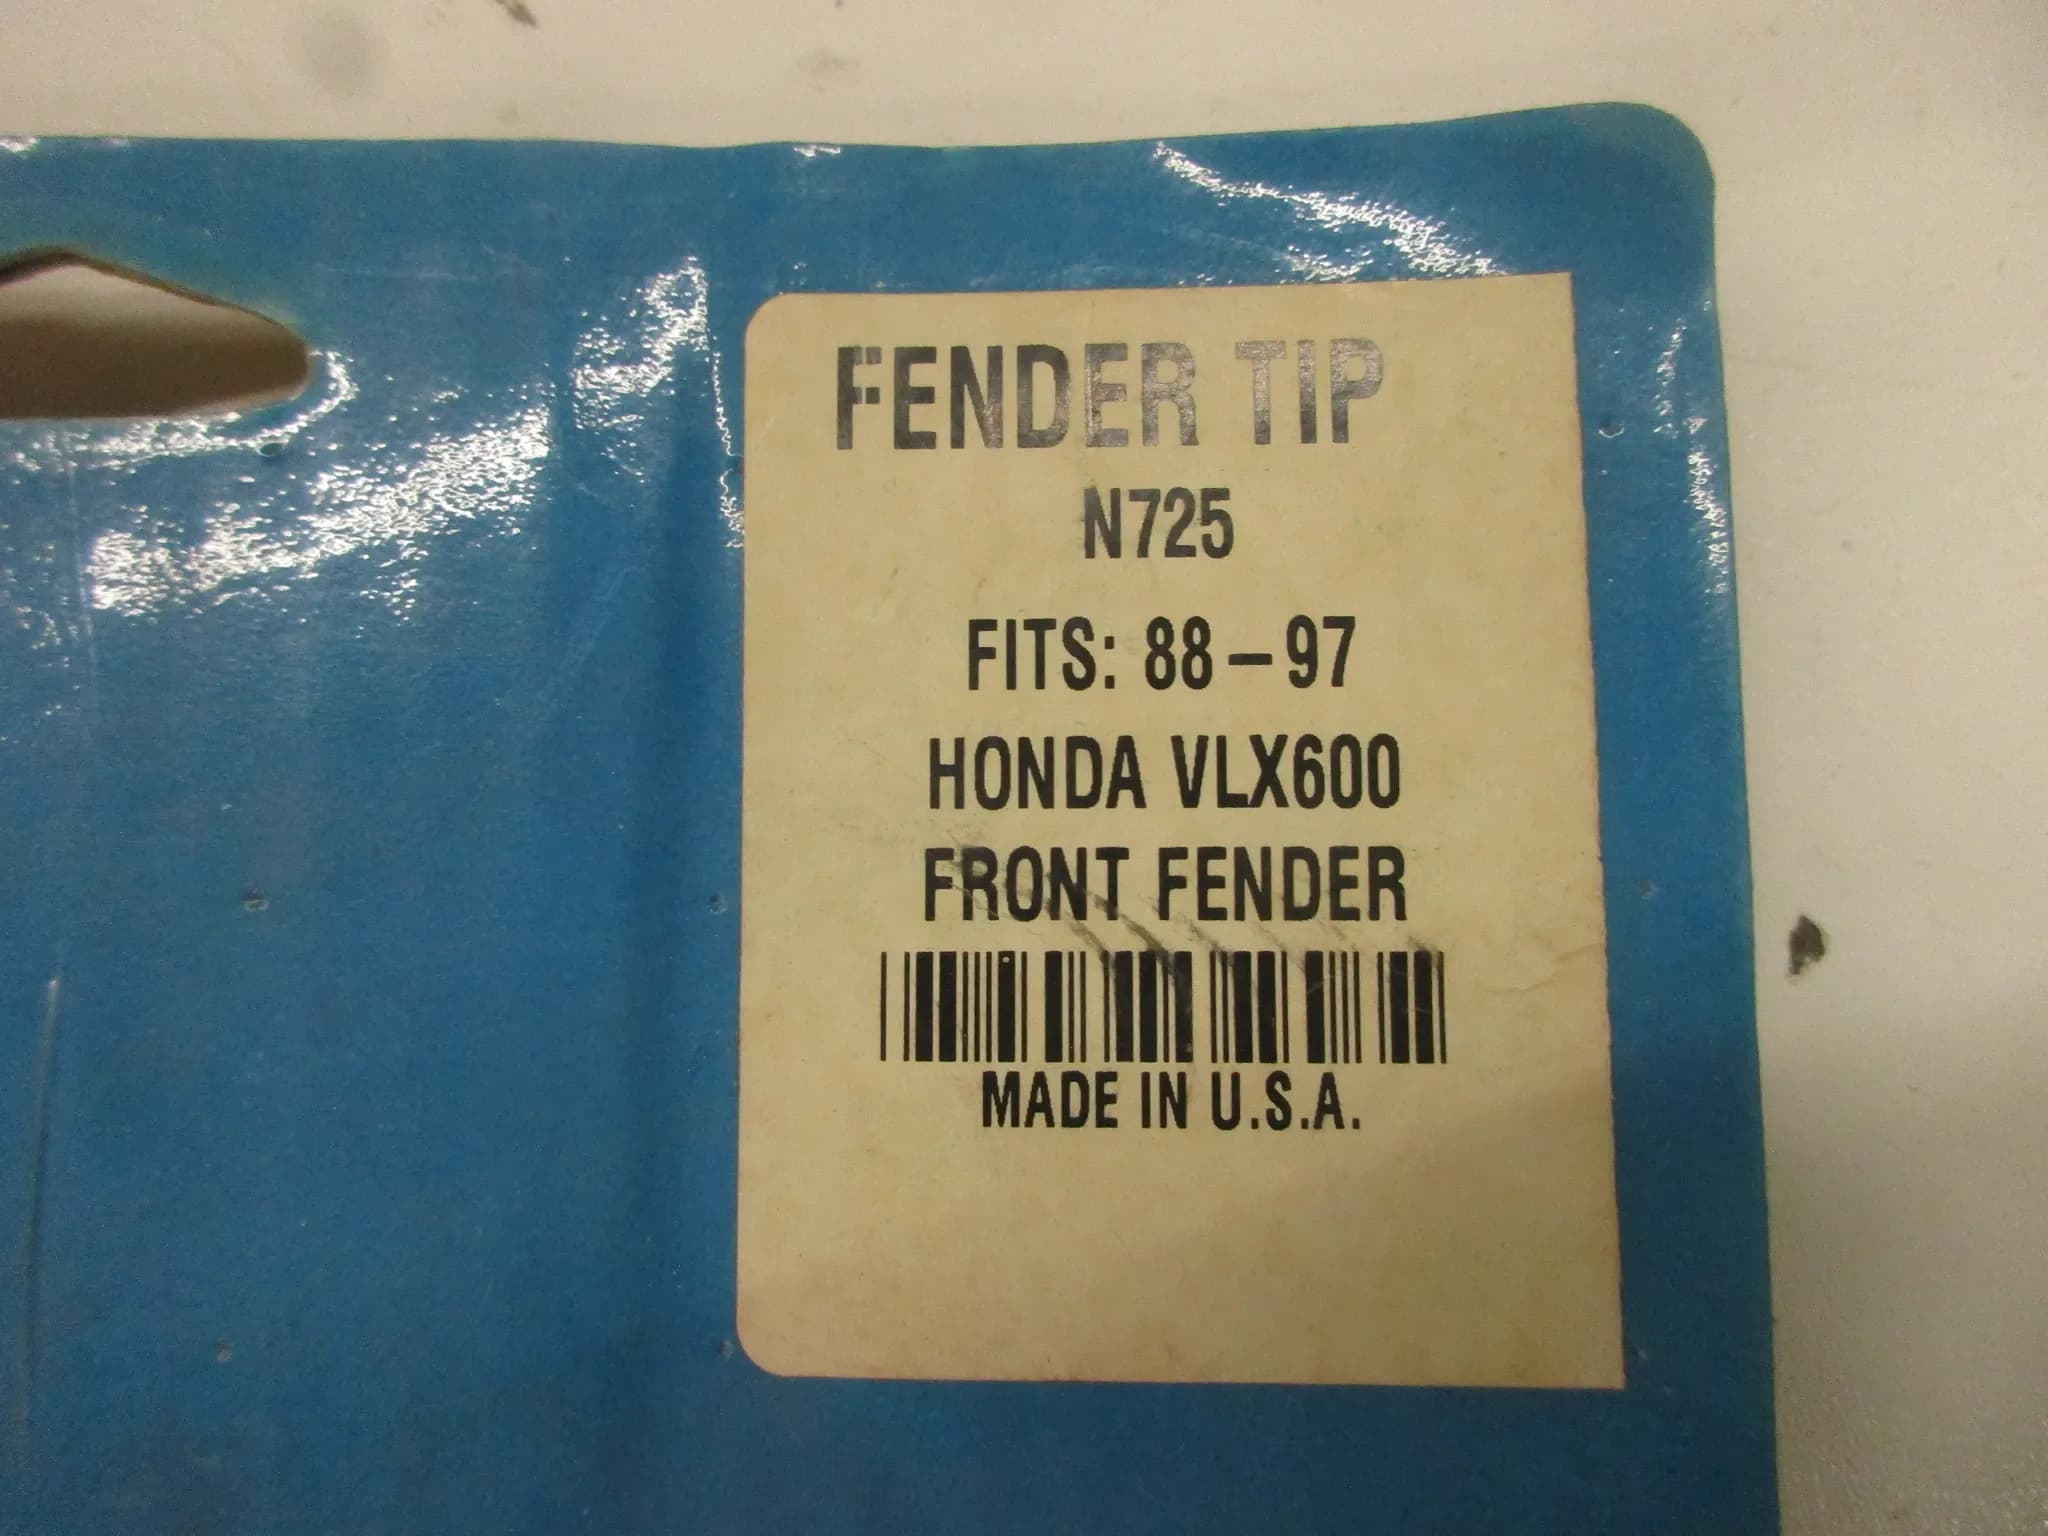 FENDER TIP
N725
FITS: 88-97
HONDA VLX600
FRONT FENDER
MADE IN U.S.A.